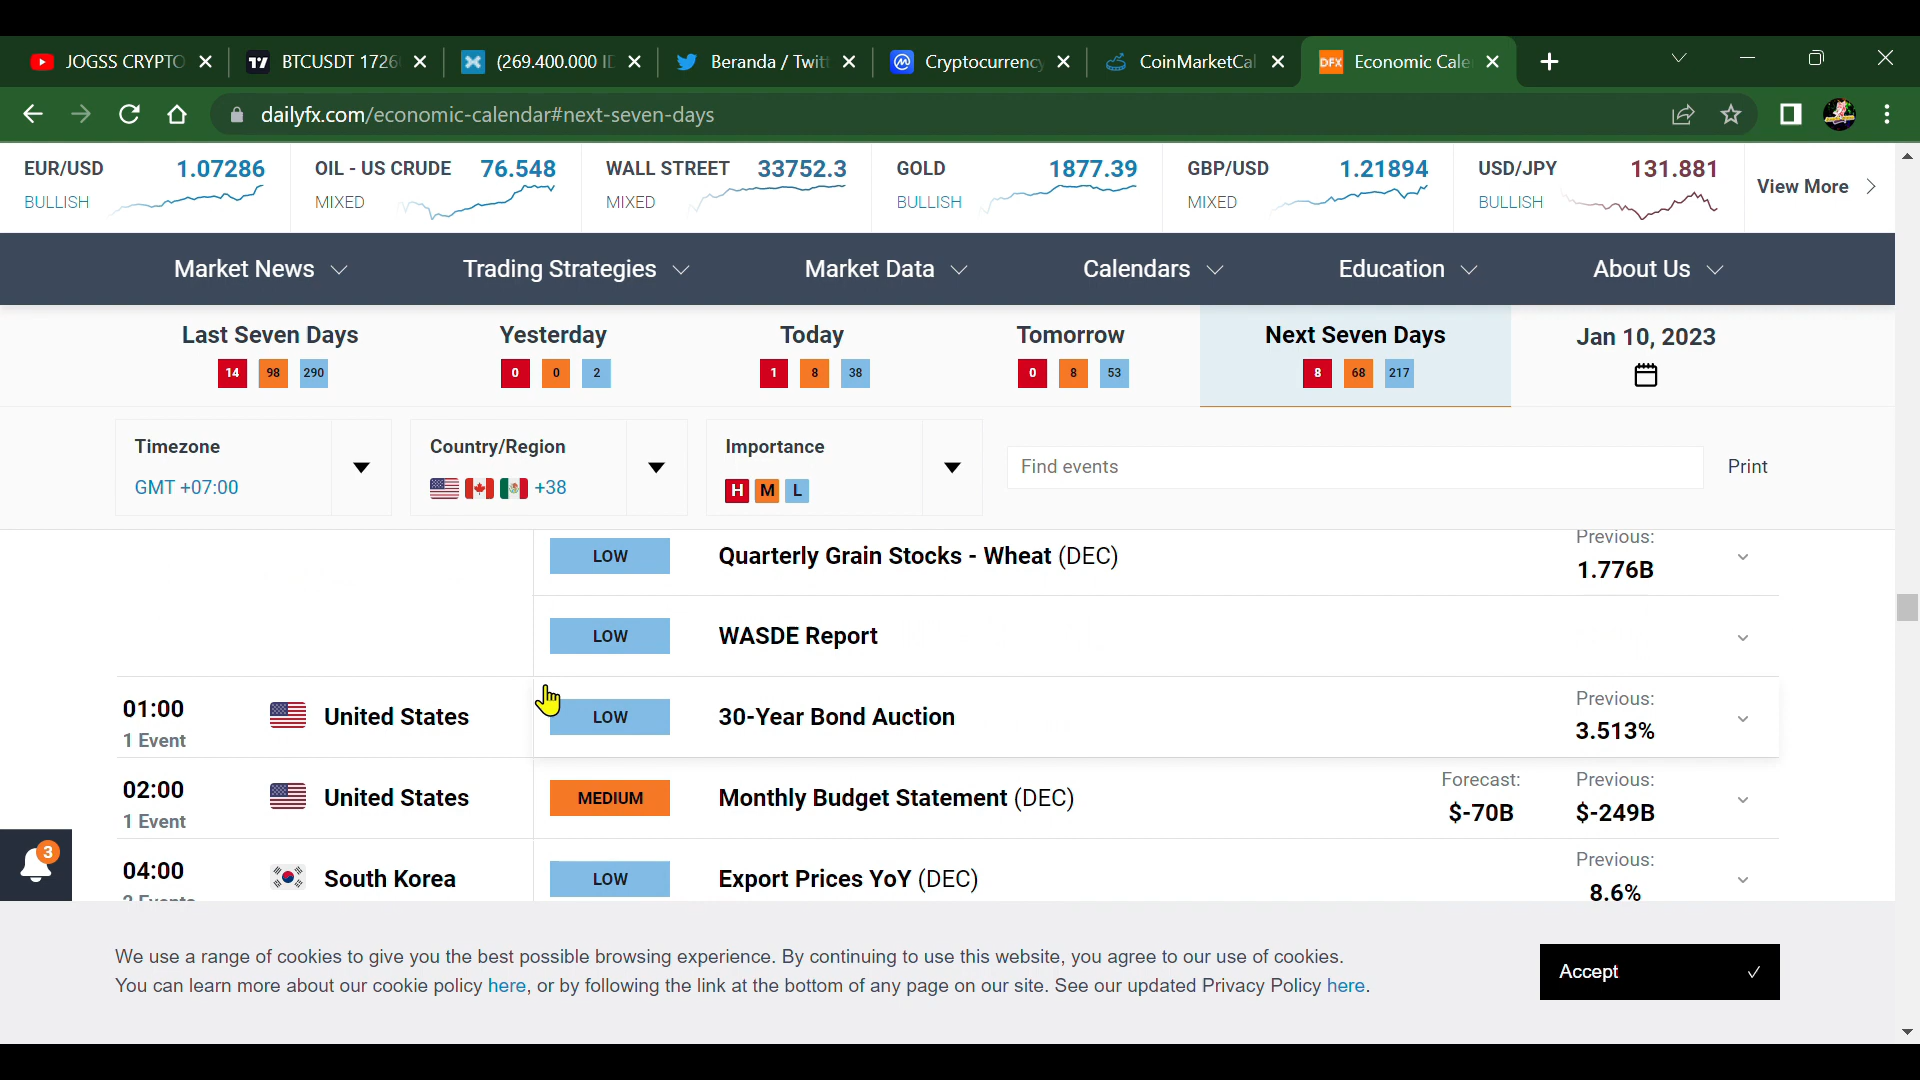 JOGSS CRYPTO
BTCUSDT 1726
(269.400.000 I
Beranda / Twitt
Cryptocurrency
CoinMarketCal
DFX Economic Cale
dailyfx.com/economic-calendar#next-seven-days
EUR/USD 1.07286
BULLISH
OIL - US CRUDE 76.548
MIXED
WALL STREET 33752.3
MIXED
GOLD 1877.39
BULLISH
GBP/USD 1.21894
MIXED
USD/JPY 131.881
BULLISH
View More
Market News Trading Strategies Market Data Calendars Education About Us
Last Seven Days Yesterday Today Tomorrow Next Seven Days Jan 10, 2023
14 98 290 0 0 2 1 8 38 0 8 53 8 68 217
Timezone
GMT +07:00
Country/Region
+38
Importance
H M L
Find events
Print
LOW Quarterly Grain Stocks - Wheat (DEC) Previous:
1.776B
LOW WASDE Report
01:00 United States LOW 30-Year Bond Auction Previous:
1 Event 3.513%
02:00 United States MEDIUM Monthly Budget Statement (DEC) Forecast: Previous:
1 Event $-70B $-249B
04:00 South Korea LOW Export Prices YoY (DEC) Previous:
8.6%
3
We use a range of cookies to give you the best possible browsing experience. By continuing to use this website, you agree to our use of cookies.
You can learn more about our cookie policy here, or by following the link at the bottom of any page on our site. See our updated Privacy Policy here.
Accept